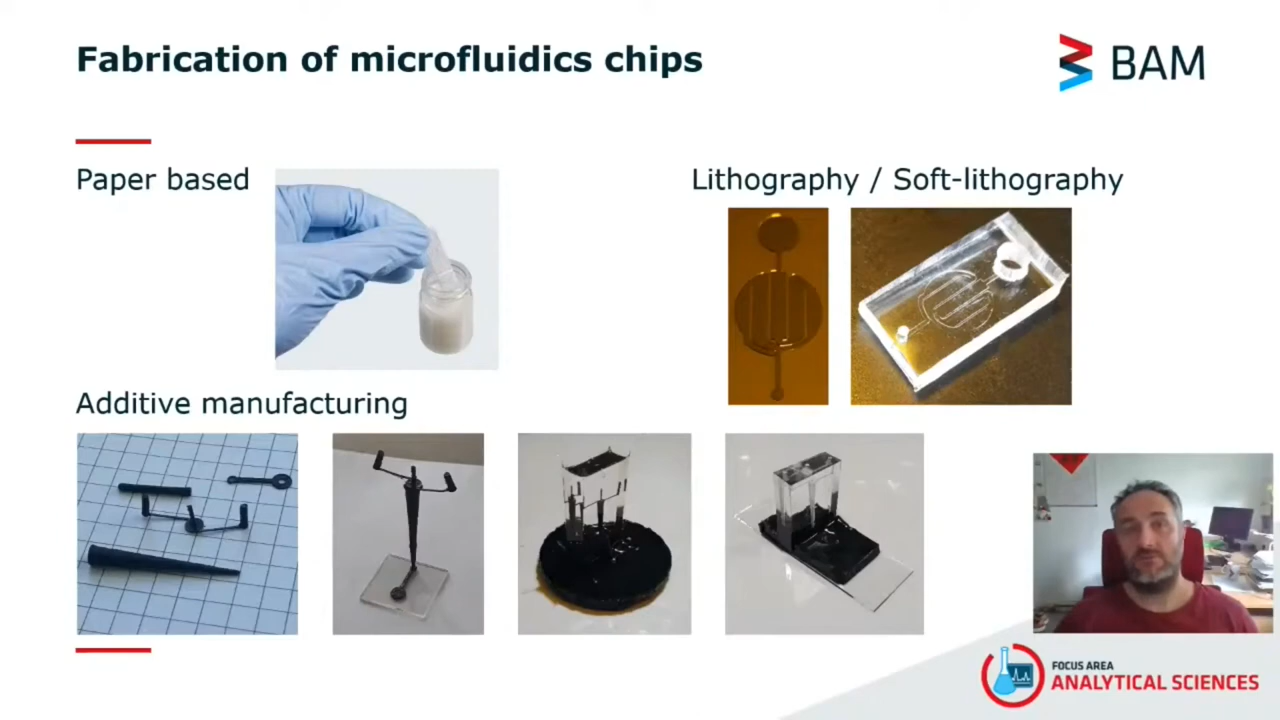 Fabrication of microfluidics chips
BAM
Paper based
Lithography / Soft-lithography
Additive manufacturing
FOCUS AREA
ANALYTICAL SCIENCES